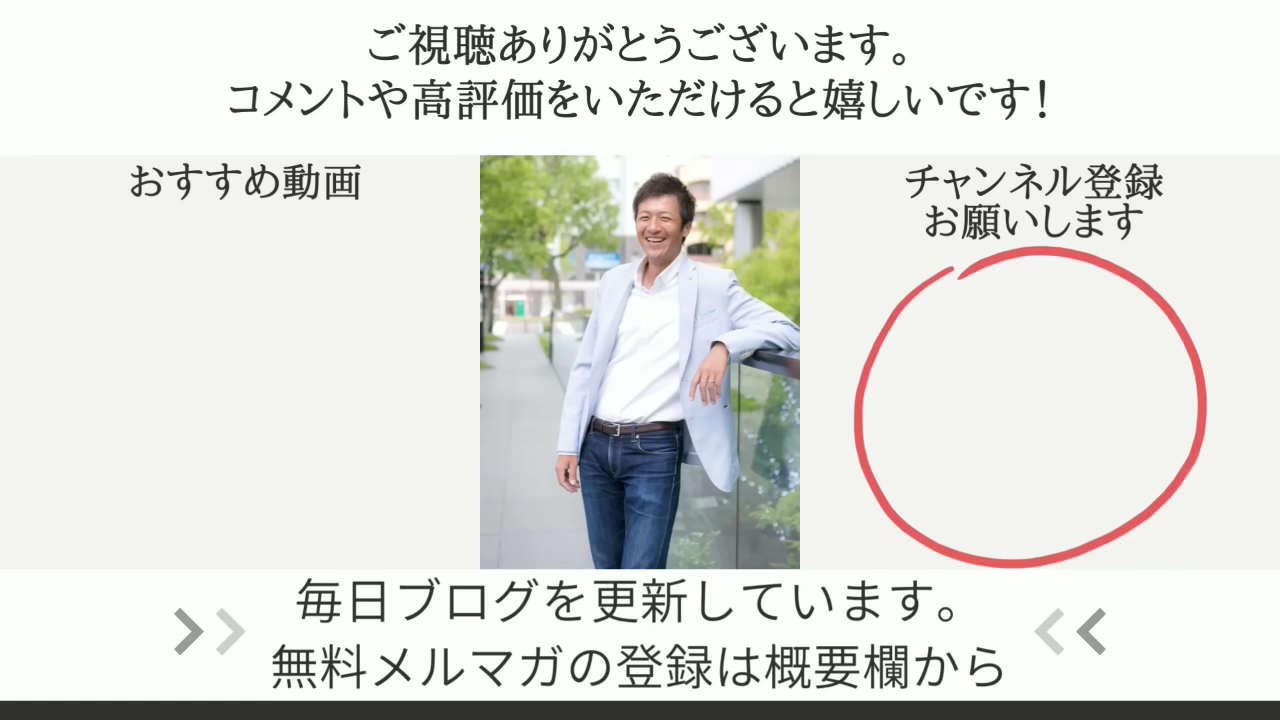 ご視聴ありがとうございます。
コメントや高評価をいただけると嬉しいです！
おすすめ動画
チャンネル登録
お願いします
毎日ブログを更新しています。
無料メルマガの登録は概要欄から